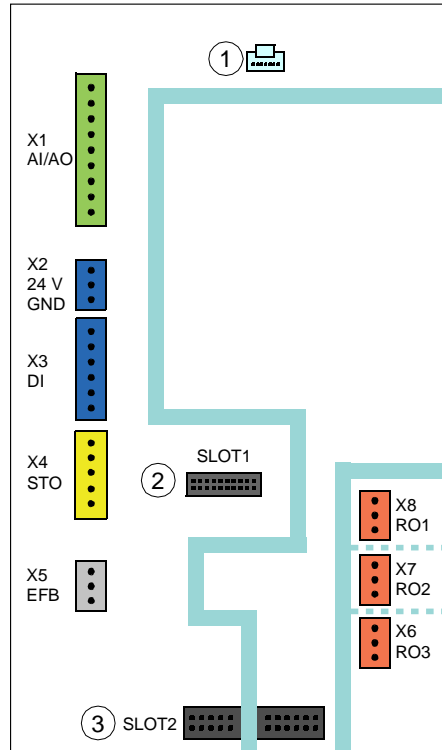 1
X1
AI/AO
X2
24 V
GND
X3
DI
X4
STO
2
SLOT1
X8
RO1
X7
RO2
X5
EFB
X6
RO3
3 SLOT2